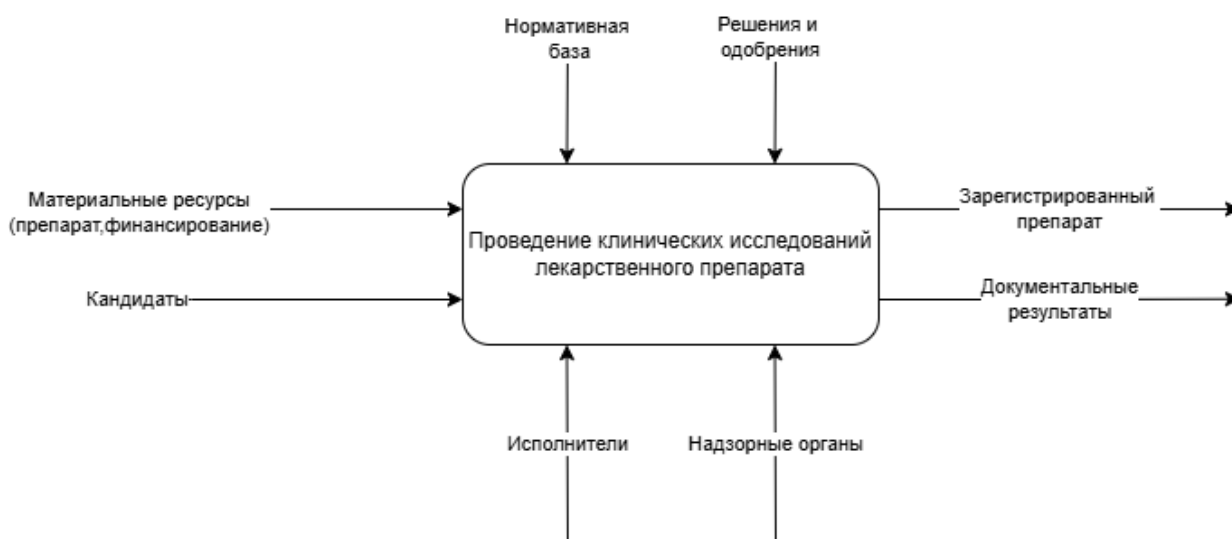 Нормативная
база
Решения и
одобрения
Материальные ресурсы
(препарат,финансирование)
Кандидаты
Проведение клинических исследований
лекарственного препарата
Зарегистрированный
препарат
Документальные
результаты
Исполнители
Надзорные органы